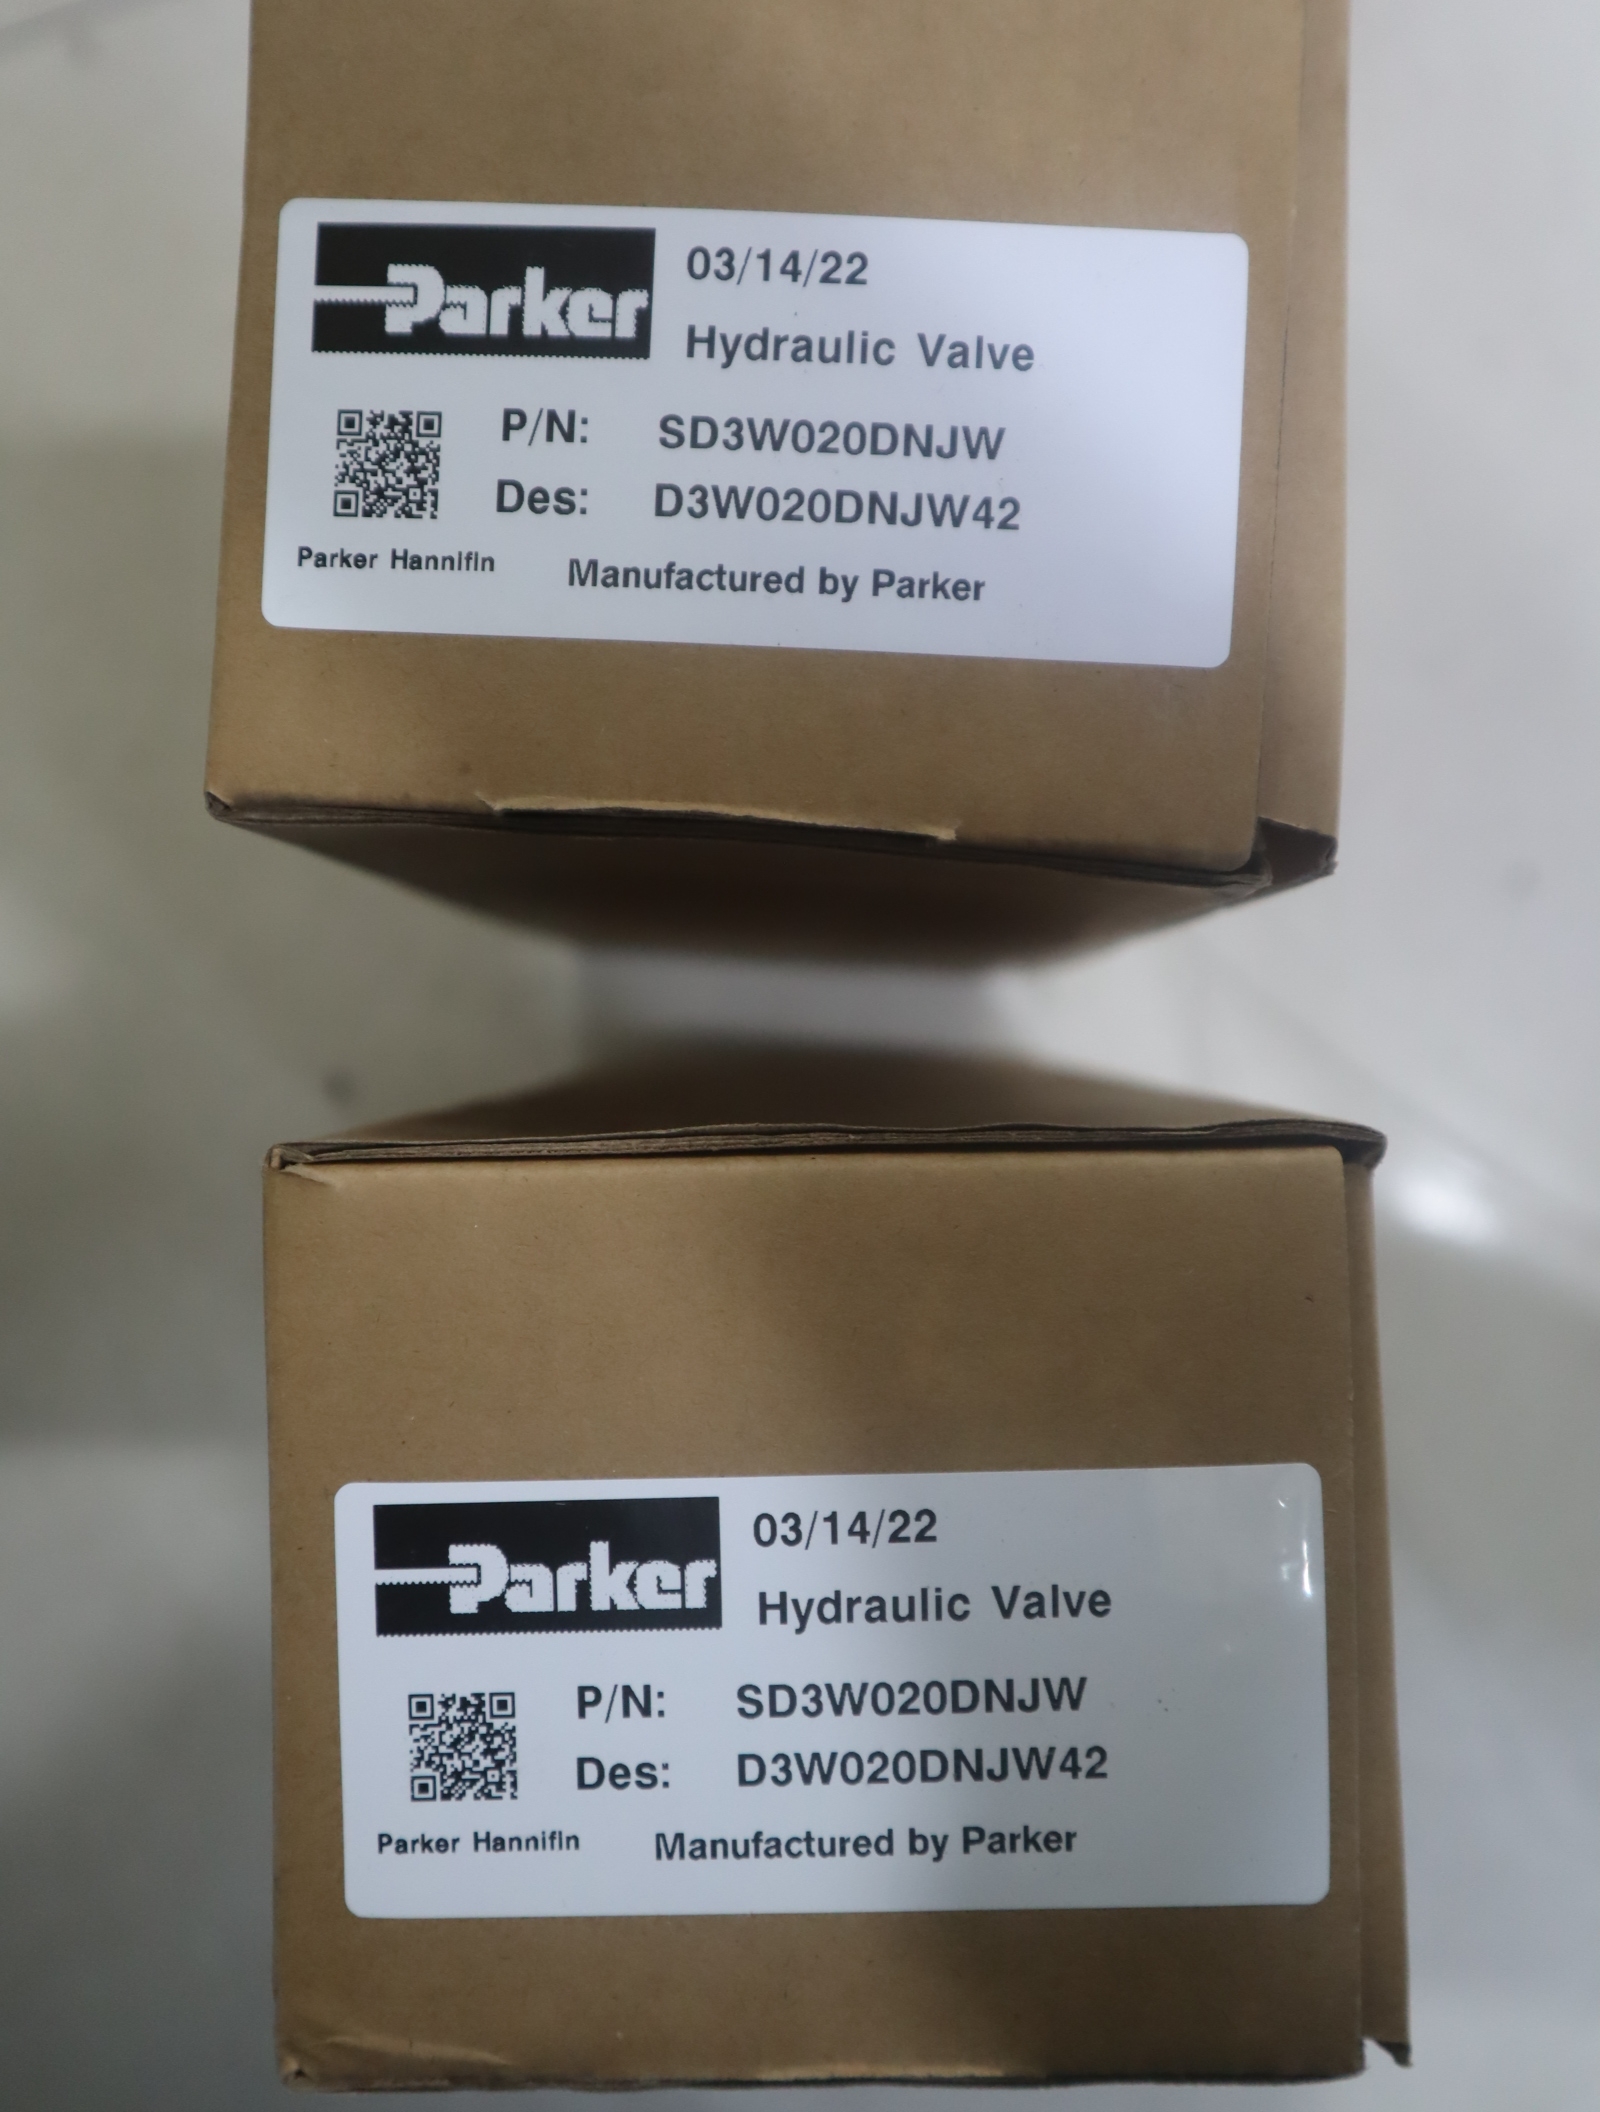 Parker
03/14/22
Hydraulic Valve
P/N: SD3W020DNJW
Des: D3W020DNJW42
Parker Hannifin
Manufactured by Parker
Parker
03/14/22
Hydraulic Valve
P/N: SD3W020DNJW
Des: D3W020DNJW42
Parker Hannifin
Manufactured by Parker